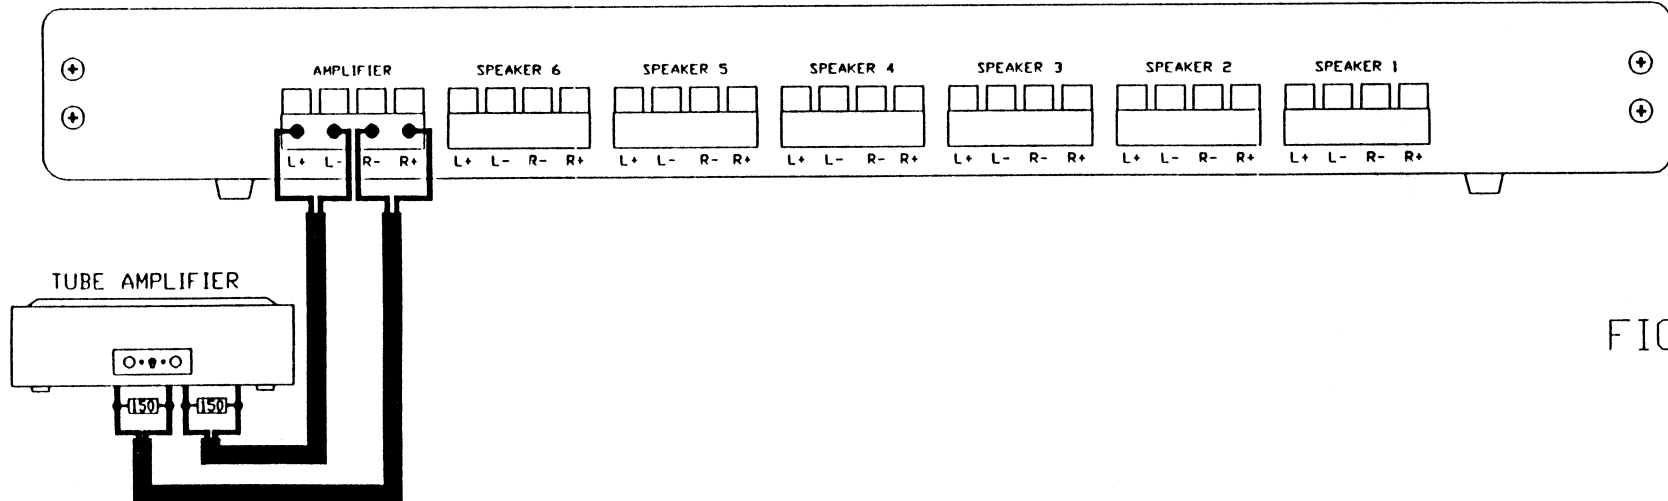 AMPLIFIER SPEAKER 6 SPEAKER 5 SPEAKER 4 SPEAKER 3 SPEAKER 2 SPEAKER 1
L+ L- R- R+ L+ L- R- R+ L+ L- R- R+ L+ L- R- R+ L+ L- R- R+ L+ L- R- R+ L+ L- R- R+
TUBE AMPLIFIER
150 150